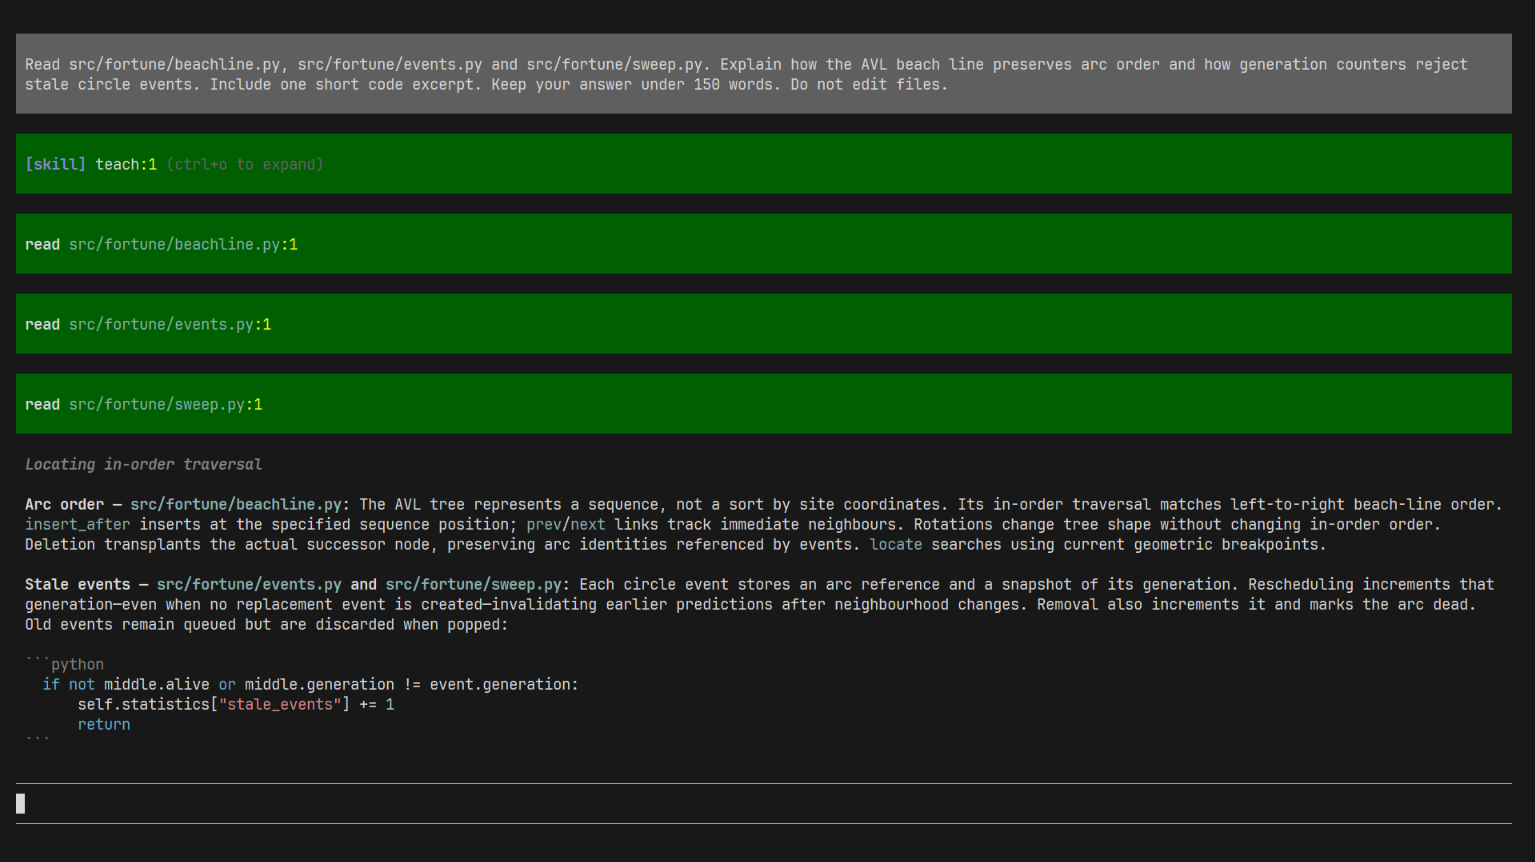 Read src/fortune/beachline.py, src/fortune/events.py and src/fortune/sweep.py. Explain how the AVL beach line preserves arc order and how generation counters reject
stale circle events. Include one short code excerpt. Keep your answer under 150 words. Do not edit files.
[skill] teach:1 (ctrl+o to expand)
read src/fortune/beachline.py:1
read src/fortune/events.py:1
read src/fortune/sweep.py:1
Locating in-order traversal
Arc order — src/fortune/beachline.py: The AVL tree represents a sequence, not a sort by site coordinates. Its in-order traversal matches left-to-right beach-line order.
insert_after inserts at the specified sequence position; prev/next links track immediate neighbours. Rotations change tree shape without changing in-order order.
Deletion transplants the actual successor node, preserving arc identities referenced by events. locate searches using current geometric breakpoints.
Stale events — src/fortune/events.py and src/fortune/sweep.py: Each circle event stores an arc reference and a snapshot of its generation. Rescheduling increments that
generation—even when no replacement event is created—invalidating earlier predictions after neighbourhood changes. Removal also increments it and marks the arc dead.
Old events remain queued but are discarded when popped:
```python
if not middle.alive or middle.generation != event.generation:
self.statistics["stale_events"] += 1
return
```